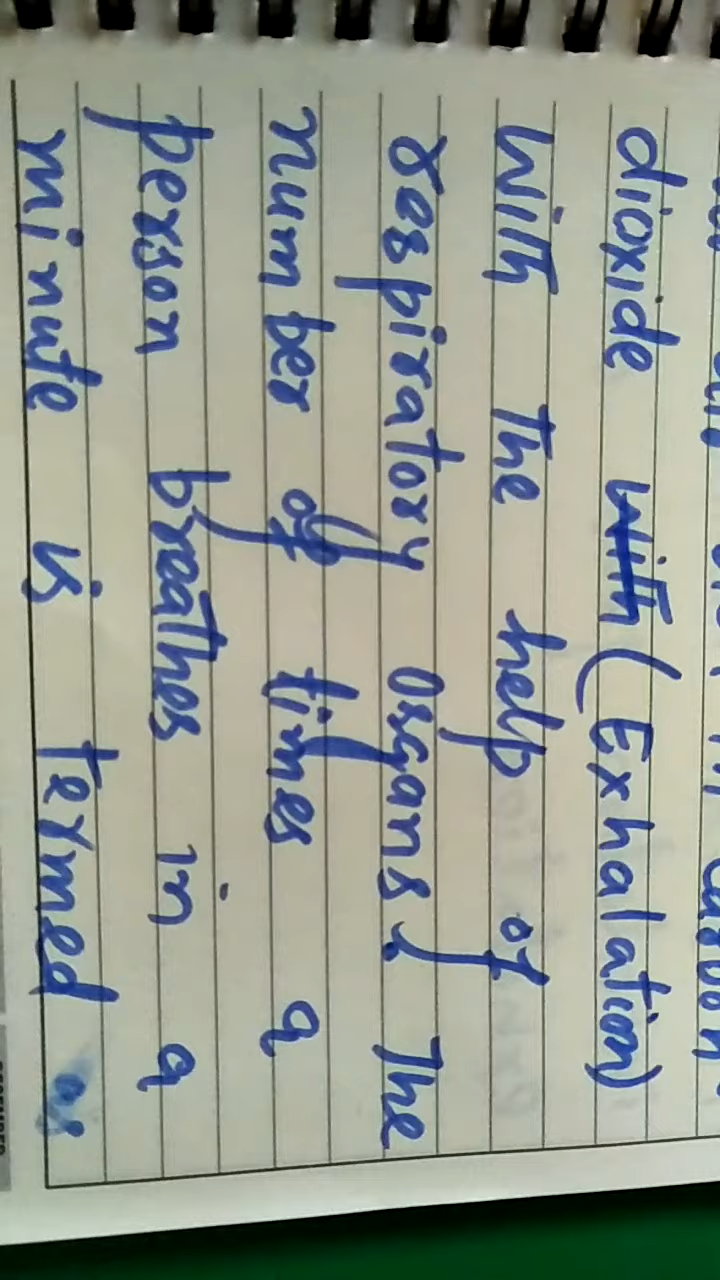 carbon
dioxide with (Exhalation)
with the help of
respiratory organs. The
number of times a
person breathes in a
minute is termed as